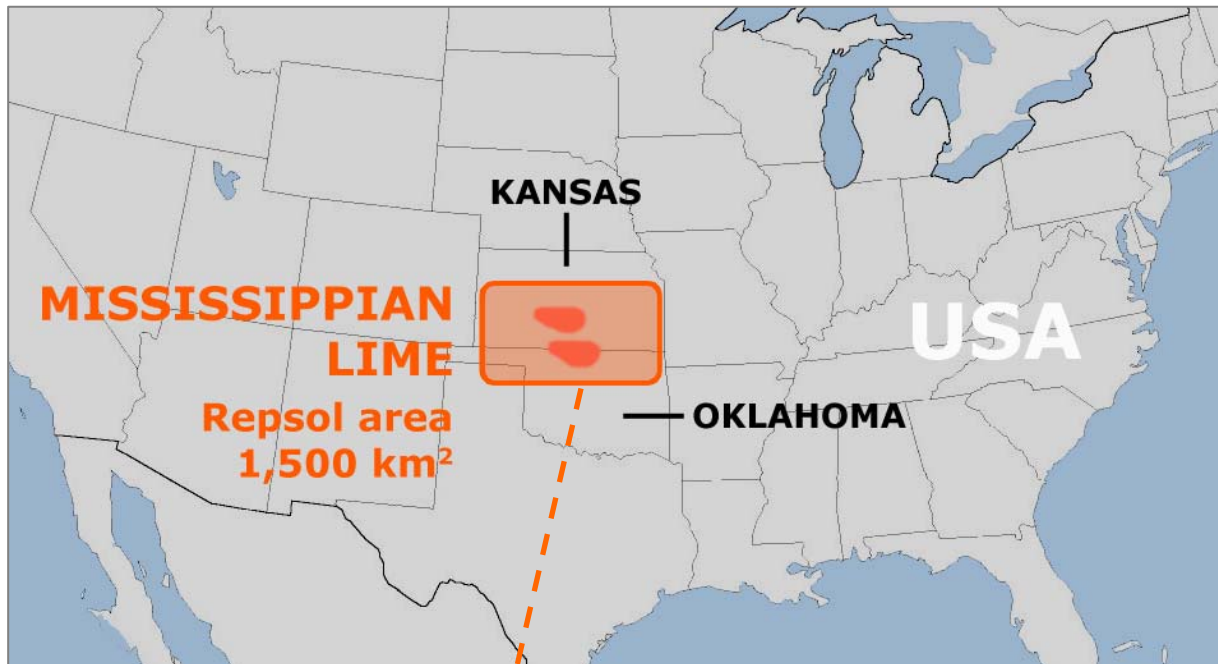 KANSAS
MISSISSIPPIAN
LIME
USA
Repsol area
1,500 km²
OKLAHOMA